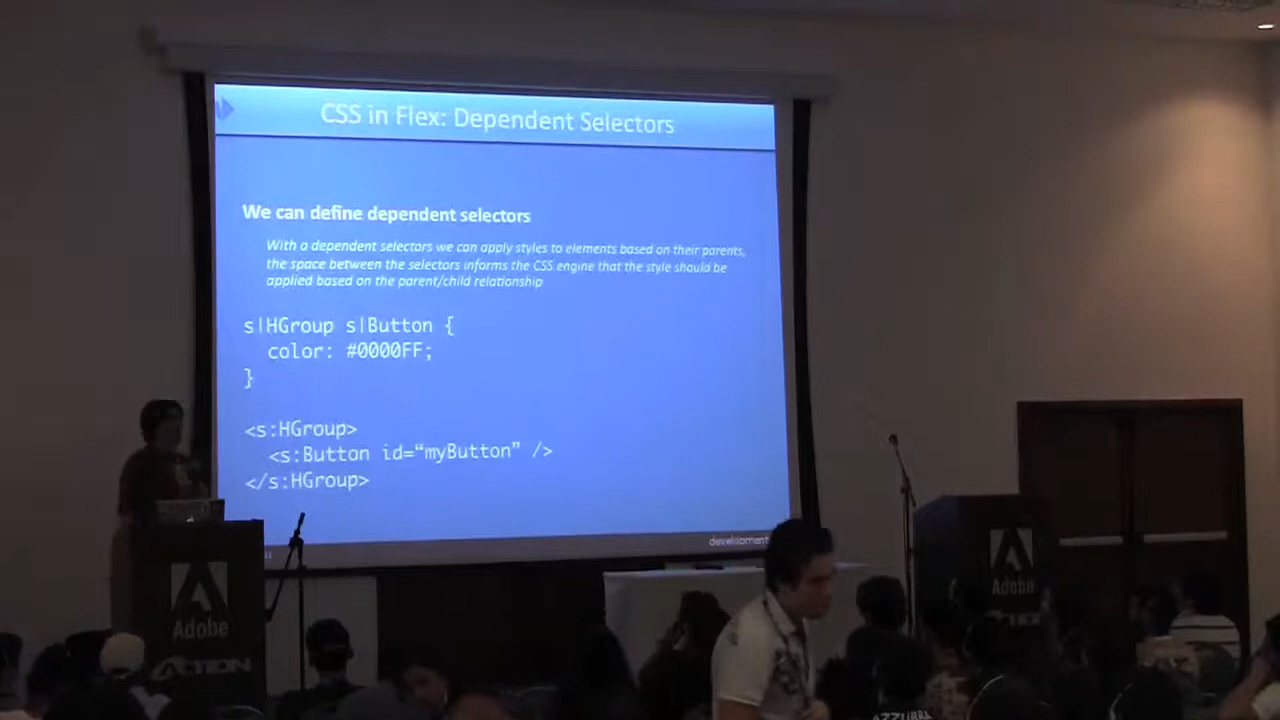 CSS in Flex: Dependent Selectors
We can define dependent selectors
With a dependent selectors we can apply styles to elements based on their parents,
the space between the selectors informs the CSS engine that the style should be
applied based on the parent/child relationship
s|HGroup s|Button {
color: #0000FF;
}
<s:HGroup>
<s:Button id=“myButton” />
</s:HGroup>
development
Adobe
ACTION
Adobe
AZZURRA